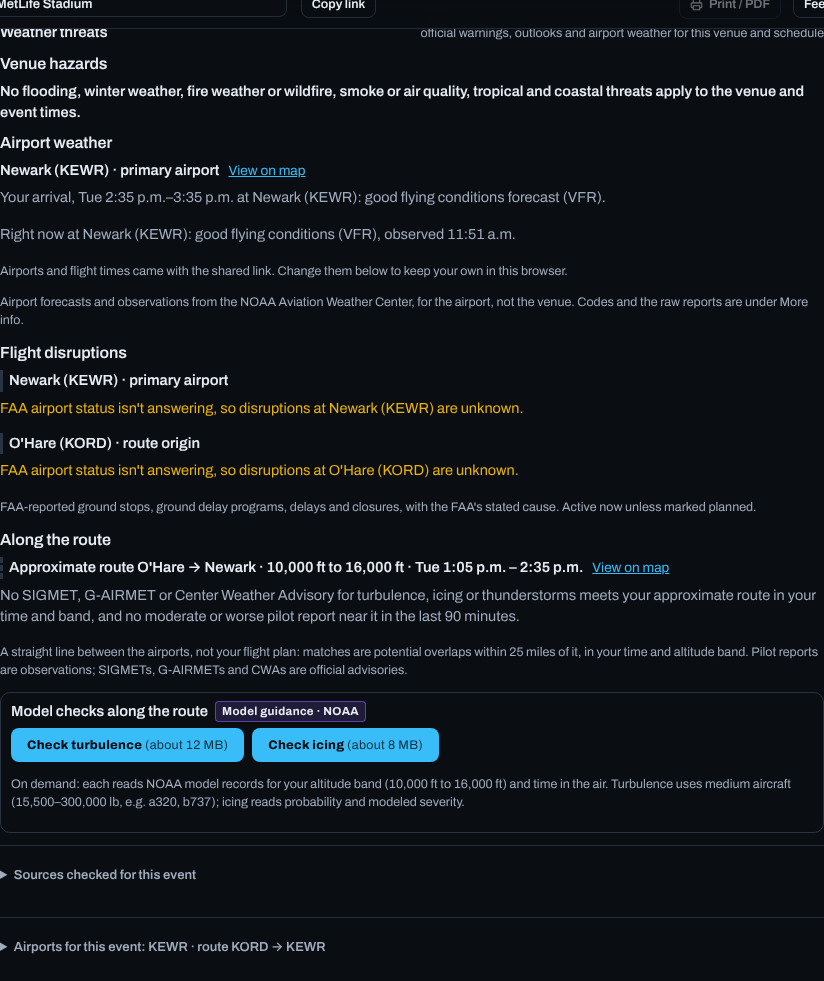 MetLife Stadium
Copy link
Print / PDF
Weather threats
official warnings, outlooks and airport weather for this venue and schedule
Venue hazards
No flooding, winter weather, fire weather or wildfire, smoke or air quality, tropical and coastal threats apply to the venue and
event times.
Airport weather
Newark (KEWR) · primary airport View on map
Your arrival, Tue 2:35 p.m.–3:35 p.m. at Newark (KEWR): good flying conditions forecast (VFR).
Right now at Newark (KEWR): good flying conditions (VFR), observed 11:51 a.m.
Airports and flight times came with the shared link. Change them below to keep your own in this browser.
Airport forecasts and observations from the NOAA Aviation Weather Center, for the airport, not the venue. Codes and the raw reports are under More
info.
Flight disruptions
Newark (KEWR) · primary airport
FAA airport status isn't answering, so disruptions at Newark (KEWR) are unknown.
O'Hare (KORD) · route origin
FAA airport status isn't answering, so disruptions at O'Hare (KORD) are unknown.
FAA-reported ground stops, ground delay programs, delays and closures, with the FAA's stated cause. Active now unless marked planned.
Along the route
Approximate route O'Hare → Newark · 10,000 ft to 16,000 ft · Tue 1:05 p.m. – 2:35 p.m. View on map
No SIGMET, G-AIRMET or Center Weather Advisory for turbulence, icing or thunderstorms meets your approximate route in your
time and band, and no moderate or worse pilot report near it in the last 90 minutes.
A straight line between the airports, not your flight plan: matches are potential overlaps within 25 miles of it, in your time and altitude band. Pilot reports
are observations; SIGMETs, G-AIRMETs and CWAs are official advisories.
Model checks along the route Model guidance · NOAA
Check turbulence (about 12 MB) Check icing (about 8 MB)
On demand: each reads NOAA model records for your altitude band (10,000 ft to 16,000 ft) and time in the air. Turbulence uses medium aircraft
(15,500–300,000 lb, e.g. a320, b737); icing reads probability and modeled severity.
Sources checked for this event
Airports for this event: KEWR · route KORD → KEWR